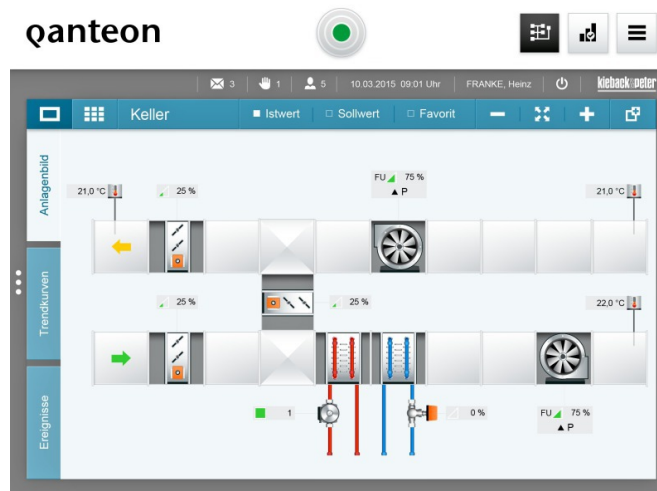 qanteon
3 1 5 10.03.2015 09:01 Uhr FRANKE, Heinz kieback peter
Keller Istwert Sollwert Favorit
Anlagenbild
Trendkurven
Ereignisse
21,0 °C 25 % FU 75 % 21,0 °C
P
25 % 25 % 22,0 °C
1 0 % FU 75 %
P